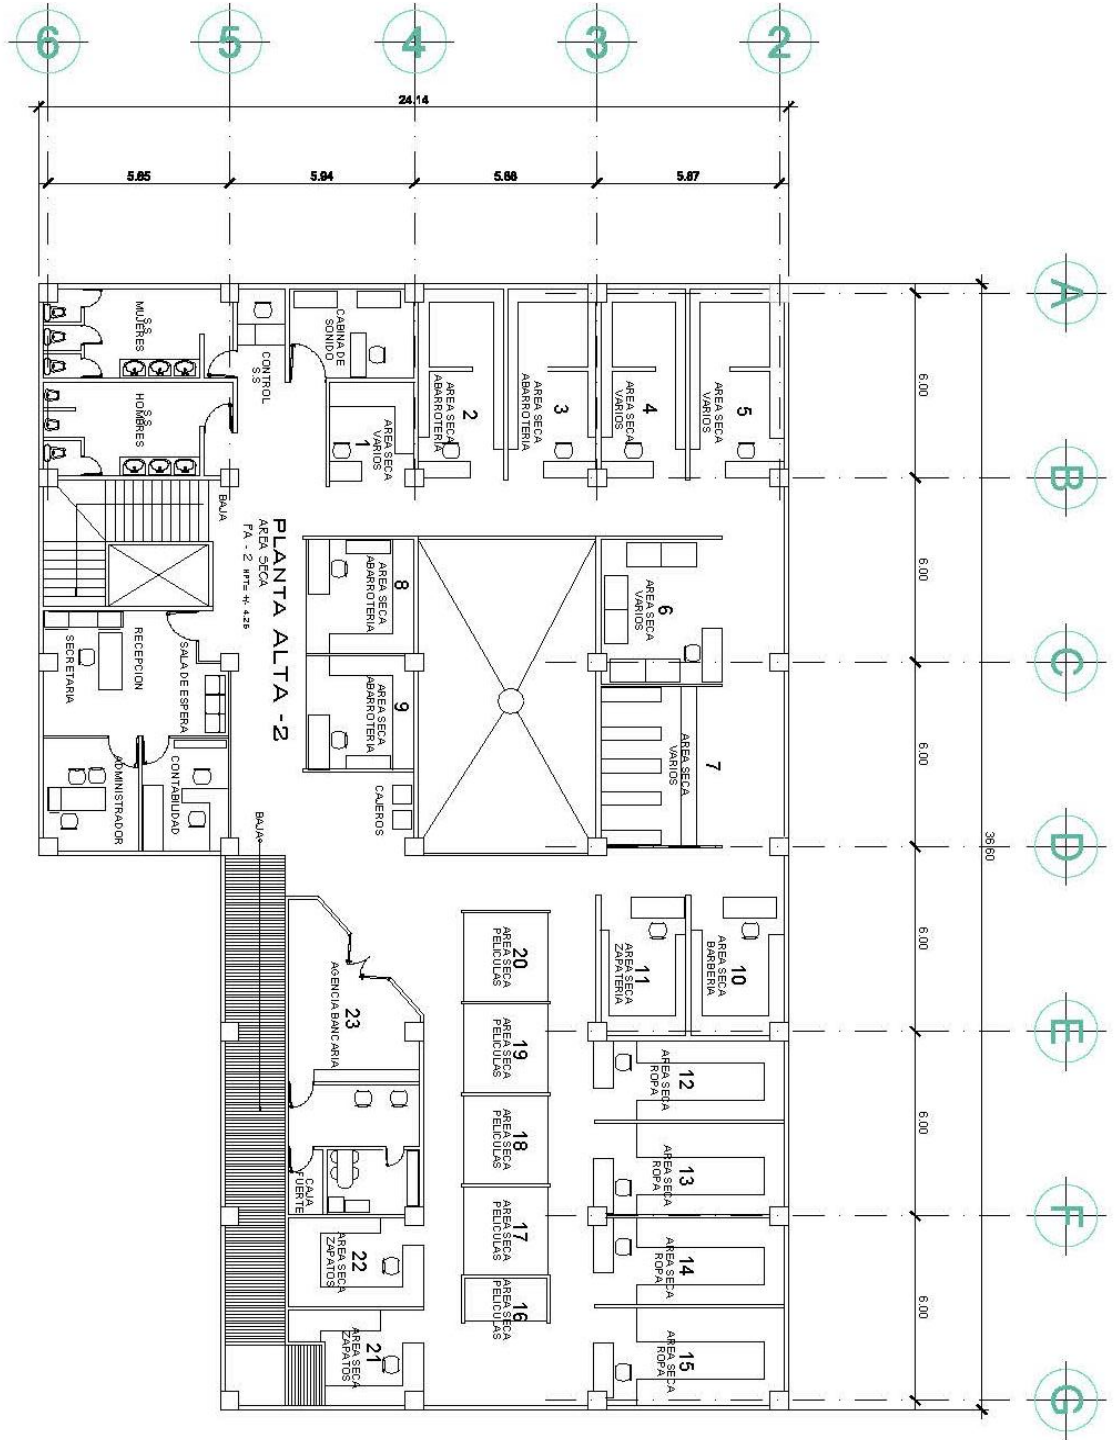 6
5
4
3
2
24.14
5.65
5.94
5.87
A
B
C
D
E
F
G
6.00
6.00
6.00
6.00
6.00
6.00
36.60
S.S.
MUJERES
S.S.
HOMBRES
CONTROL
S.S
CABINA DE
SONIDO
1
AREA SECA
VARIOS
2
AREA SECA
ABARROTERIA
3
AREA SECA
ABARROTERIA
4
AREA SECA
VARIOS
5
AREA SECA
VARIOS
BAJA
PLANTA ALTA -2
AREA SECA
PA - 2
6
AREA SECA
VARIOS
7
AREA SECA
VARIOS
8
AREA SECA
ABARROTERIA
9
AREA SECA
ABARROTERIA
CAJEROS
SALA DE ESPERA
RECEPCION
SECRETARIA
CONTABILIDAD
ADMINISTRADOR
BAJA
10
AREA SECA
BARBERIA
11
AREA SECA
ZAPATERIA
12
AREA SECA
ROPA
13
AREA SECA
ROPA
14
AREA SECA
ROPA
15
AREA SECA
ROPA
20
AREA SECA
PELICULAS
19
AREA SECA
PELICULAS
18
AREA SECA
PELICULAS
17
AREA SECA
PELICULAS
16
AREA SECA
PELICULAS
23
AGENCIA BANCARIA
CAJA
FUERTE
22
AREA SECA
ZAPATOS
21
AREA SECA
ZAPATOS